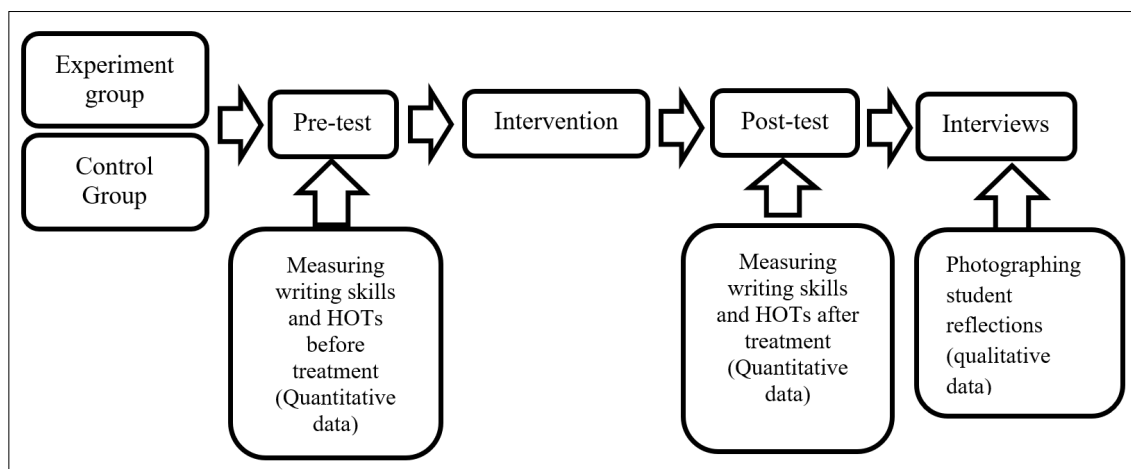 Experiment
group
Control
Group
Pre-test
Intervention
Post-test
Interviews
Measuring
writing skills
and HOTs
before
treatment
(Quantitative
data)
Measuring
writing skills
and HOTs after
treatment
(Quantitative
data)
Photographing
student
reflections
(qualitative
data)